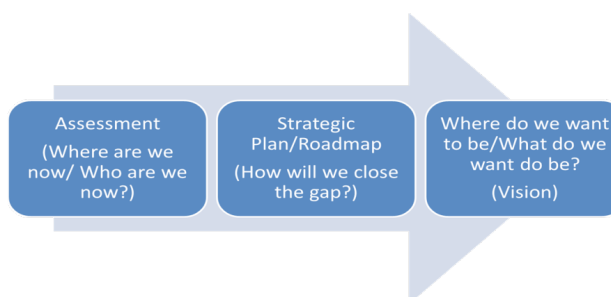 Assessment
(Where are we
now/ Who are we
now?)
Strategic
Plan/Roadmap
(How will we close
the gap?)
Where do we want
to be/What do we
want do be?
(Vision)